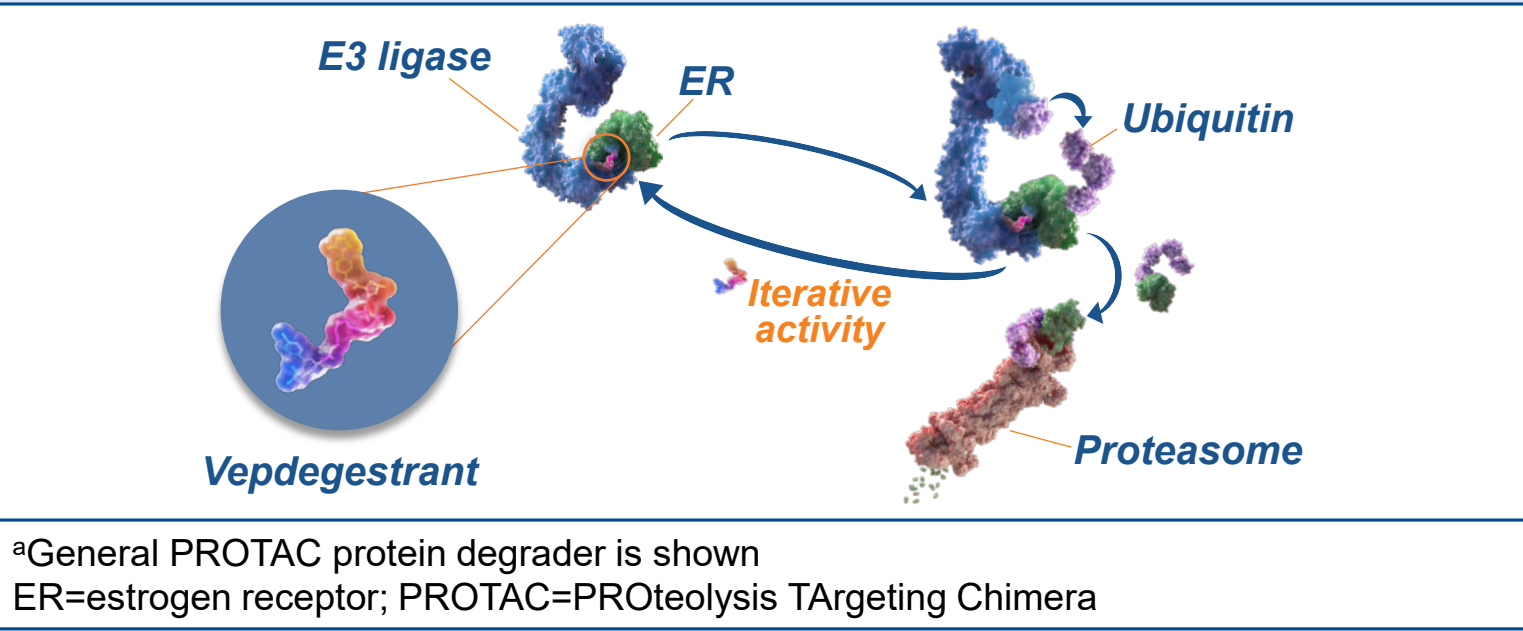 E3 ligase
ER
Ubiquitin
Iterative
activity
Vepdegestrant
Proteasome
ᵃGeneral PROTAC protein degrader is shown
ER=estrogen receptor; PROTAC=PROteolysis TArgeting Chimera